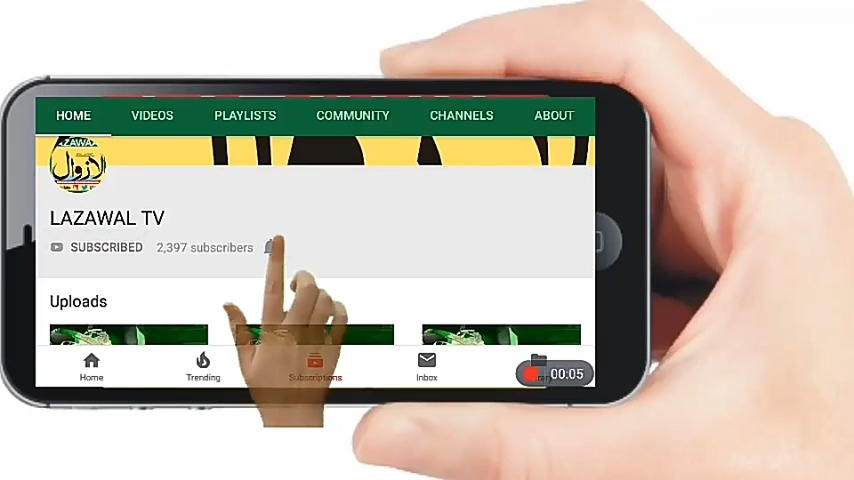 HOME VIDEOS PLAYLISTS COMMUNITY CHANNELS ABOUT
ZAWA
لازوال
LAZAWAL TV
SUBSCRIBED 2,397 subscribers
Uploads
Home Trending Subscriptions Inbox
00:05